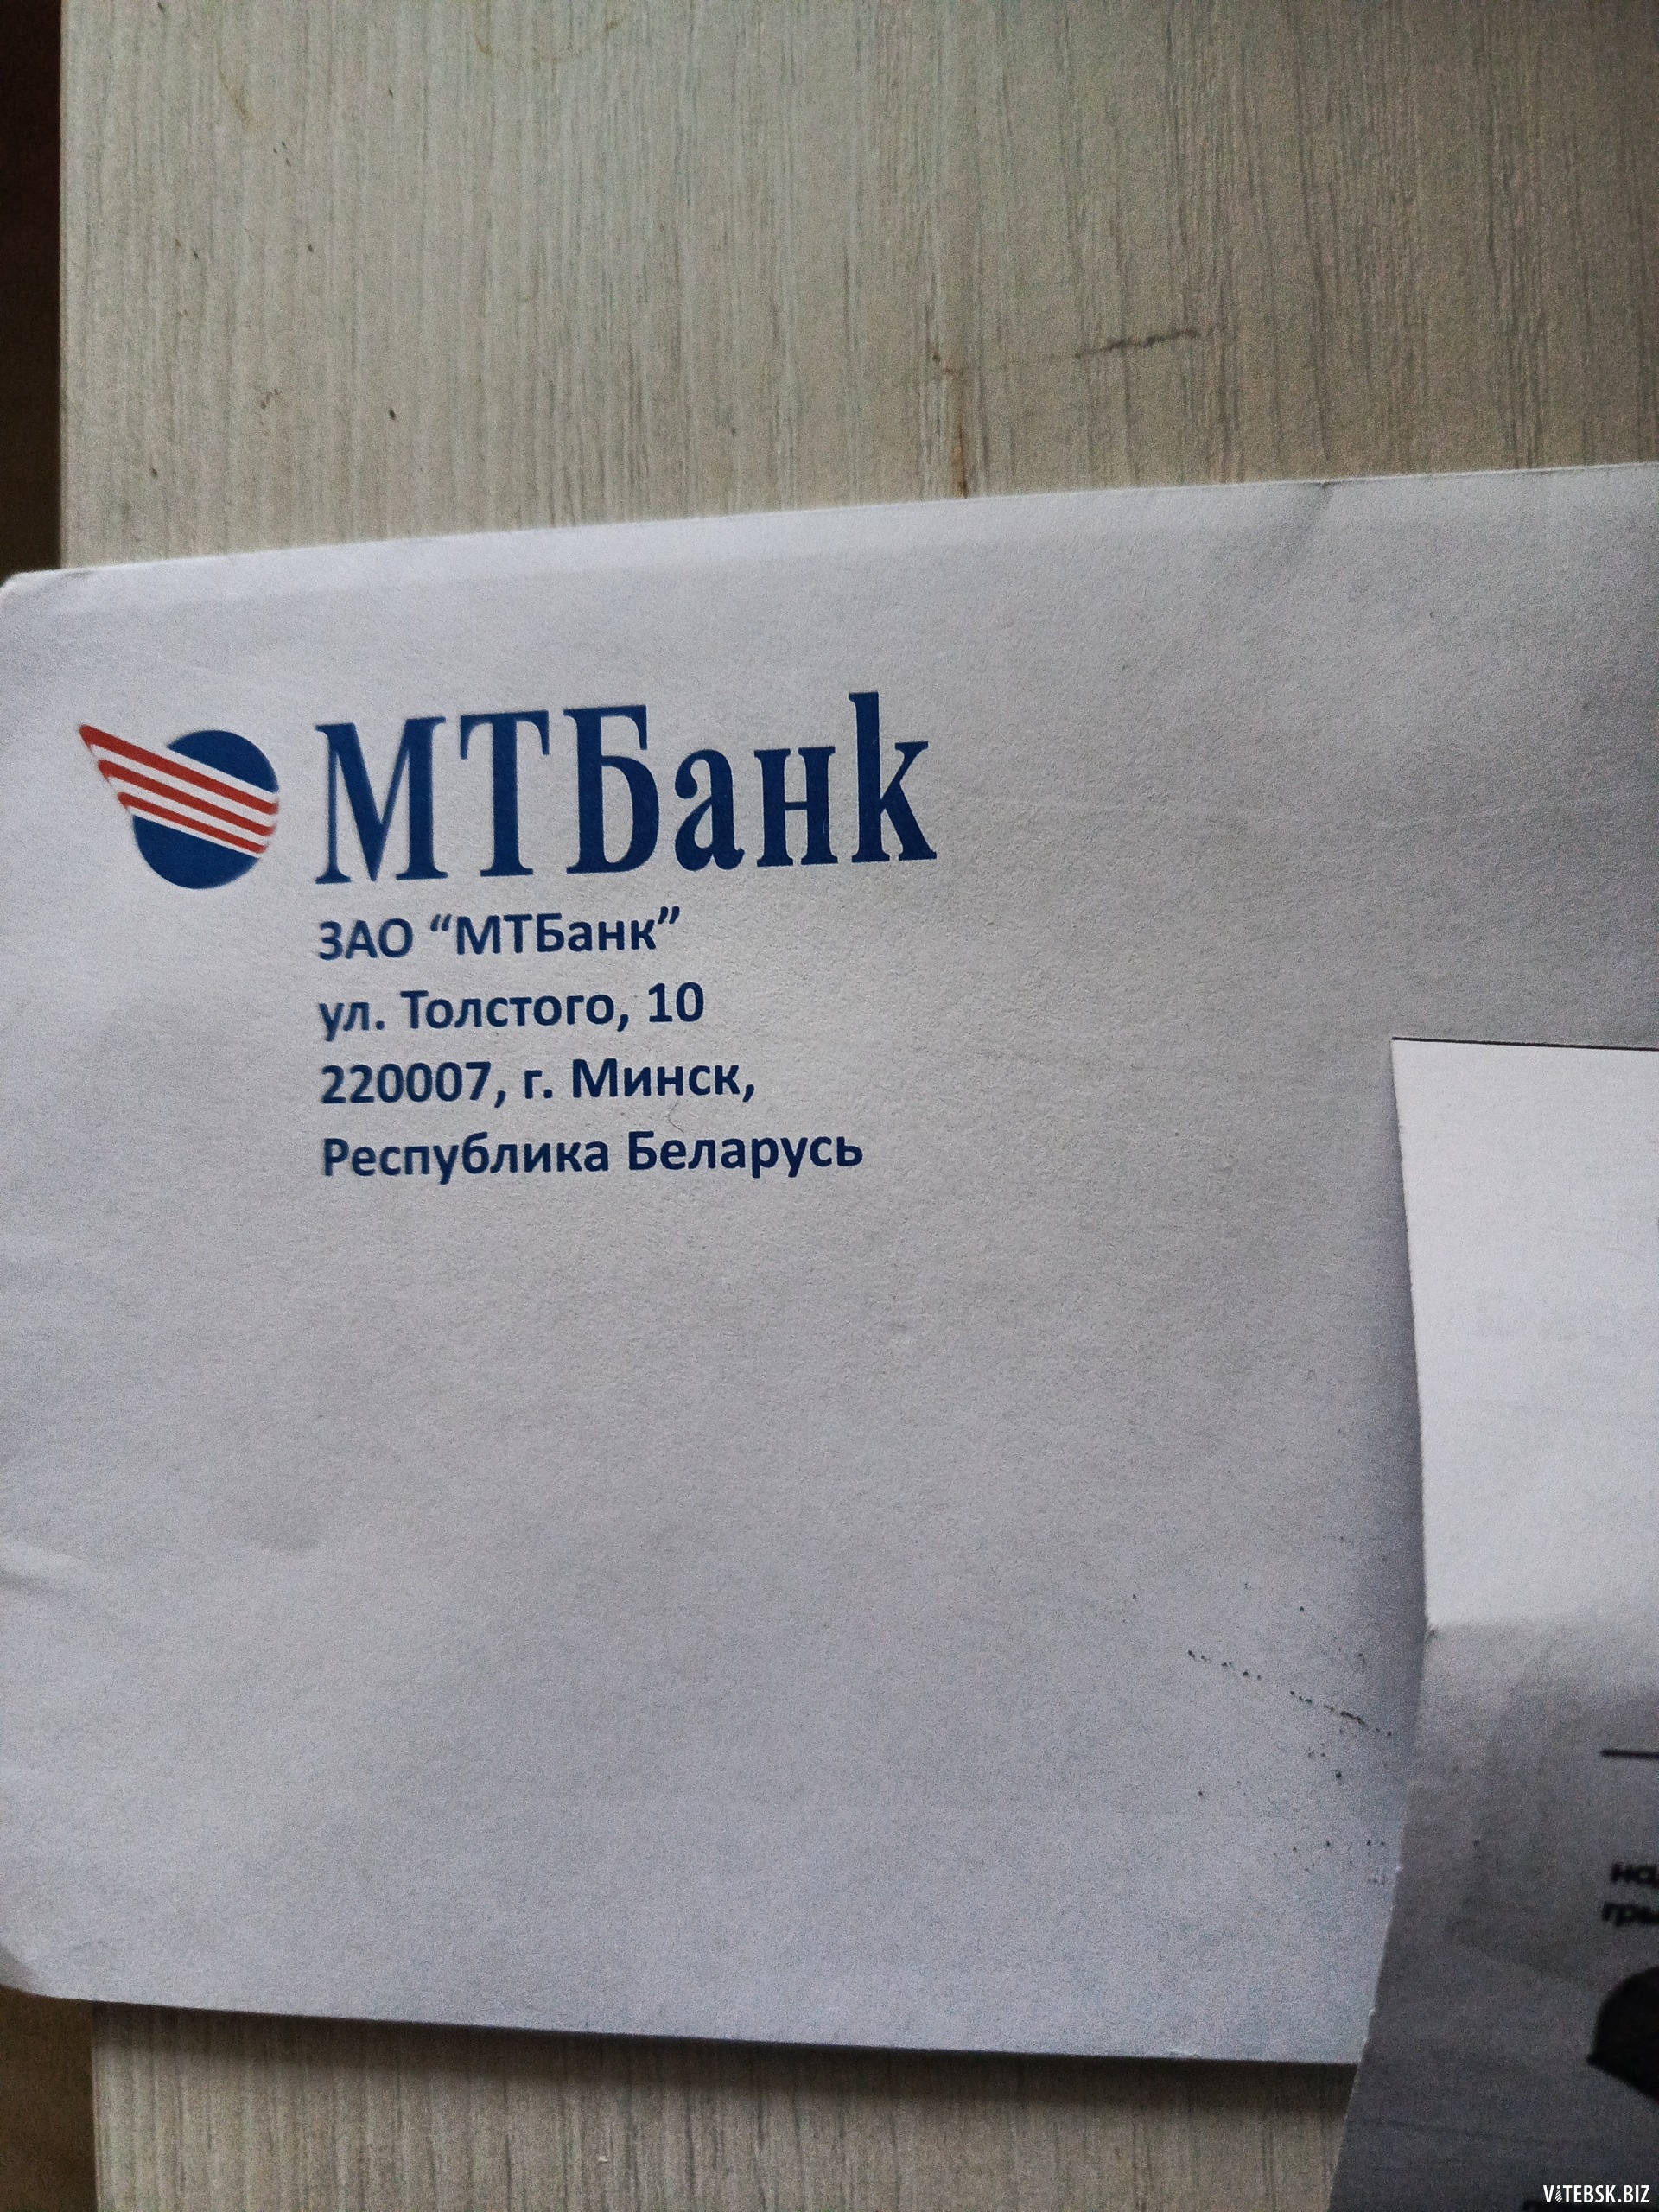 МТБанк
ЗАО “МТБанк”
ул. Толстого, 10
220007, г. Минск,
Республика Беларусь
VITEBSK.BIZ